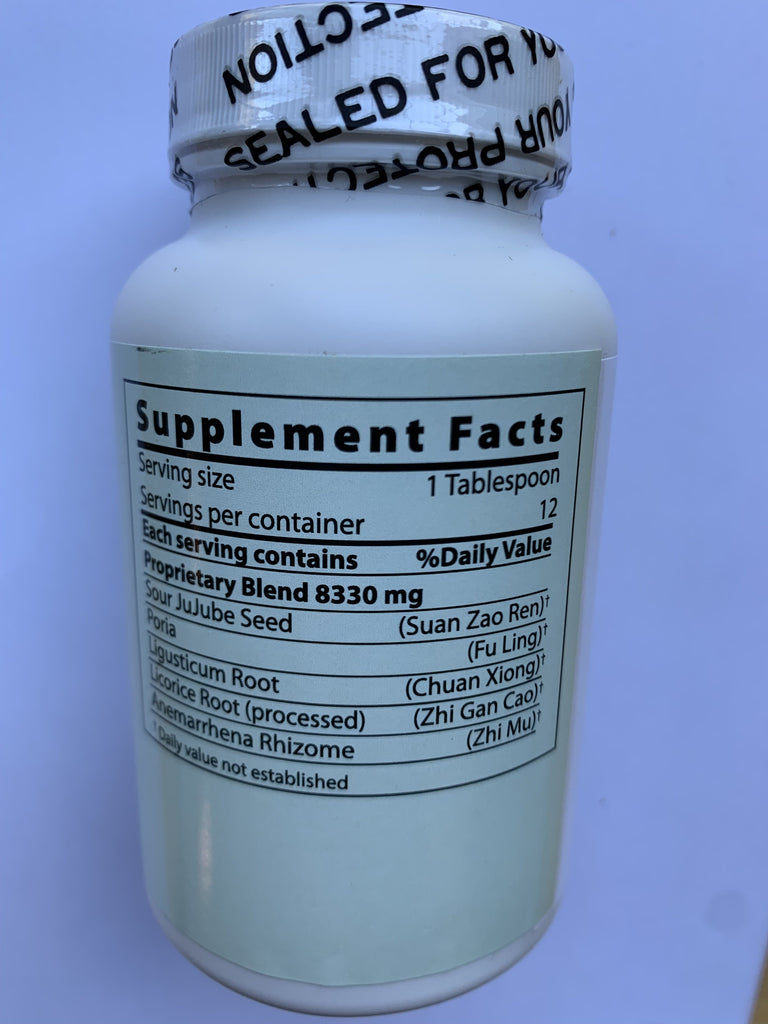 SEALED FOR YOU
YOUR PROTECTION
Supplement Facts
Serving size 1 Tablespoon
Servings per container 12
Each serving contains %Daily Value
Proprietary Blend 8330 mg
Sour JuJube Seed (Suan Zao Ren)†
Poria (Fu Ling)†
Ligusticum Root (Chuan Xiong)†
Licorice Root (processed) (Zhi Gan Cao)†
Anemarrhena Rhizome (Zhi Mu)†
† Daily value not established